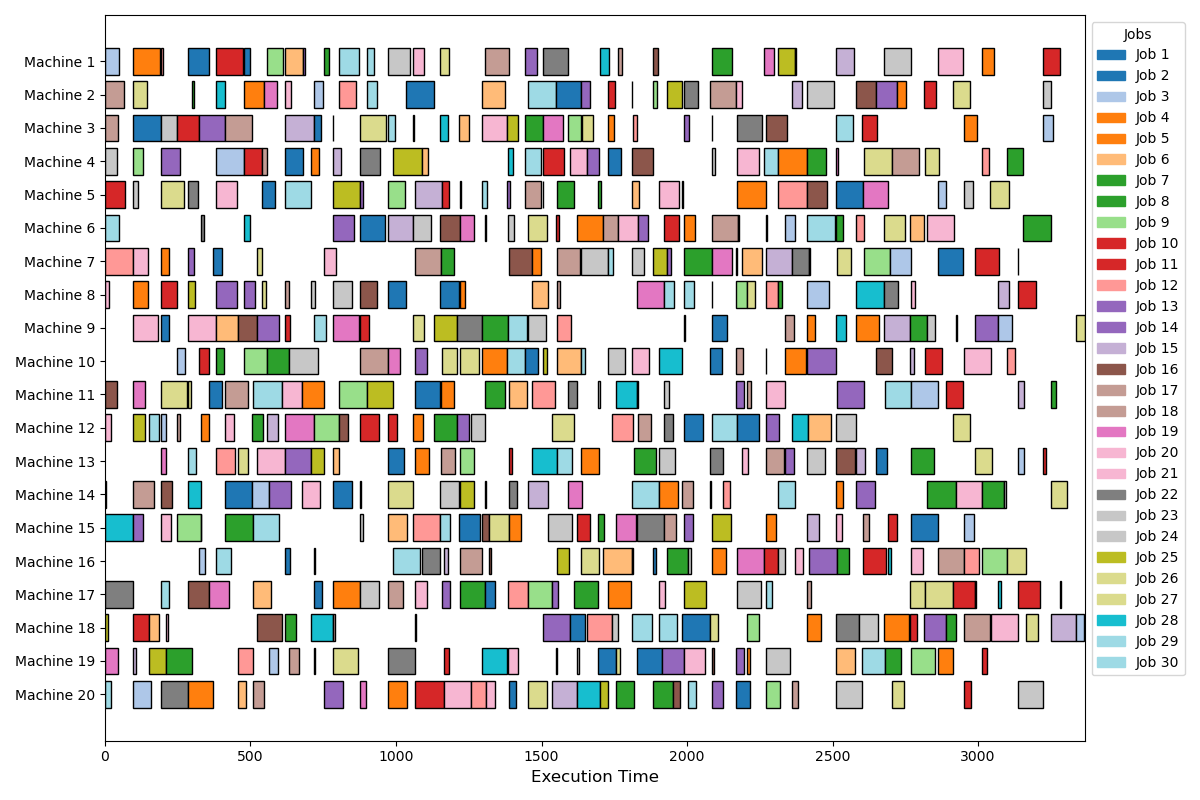 Machine 1
Machine 2
Machine 3
Machine 4
Machine 5
Machine 6
Machine 7
Machine 8
Machine 9
Machine 10
Machine 11
Machine 12
Machine 13
Machine 14
Machine 15
Machine 16
Machine 17
Machine 18
Machine 19
Machine 20
0 500 1000 1500 2000 2500 3000
Execution Time
Jobs
Job 1
Job 2
Job 3
Job 4
Job 5
Job 6
Job 7
Job 8
Job 9
Job 10
Job 11
Job 12
Job 13
Job 14
Job 15
Job 16
Job 17
Job 18
Job 19
Job 20
Job 21
Job 22
Job 23
Job 24
Job 25
Job 26
Job 27
Job 28
Job 29
Job 30